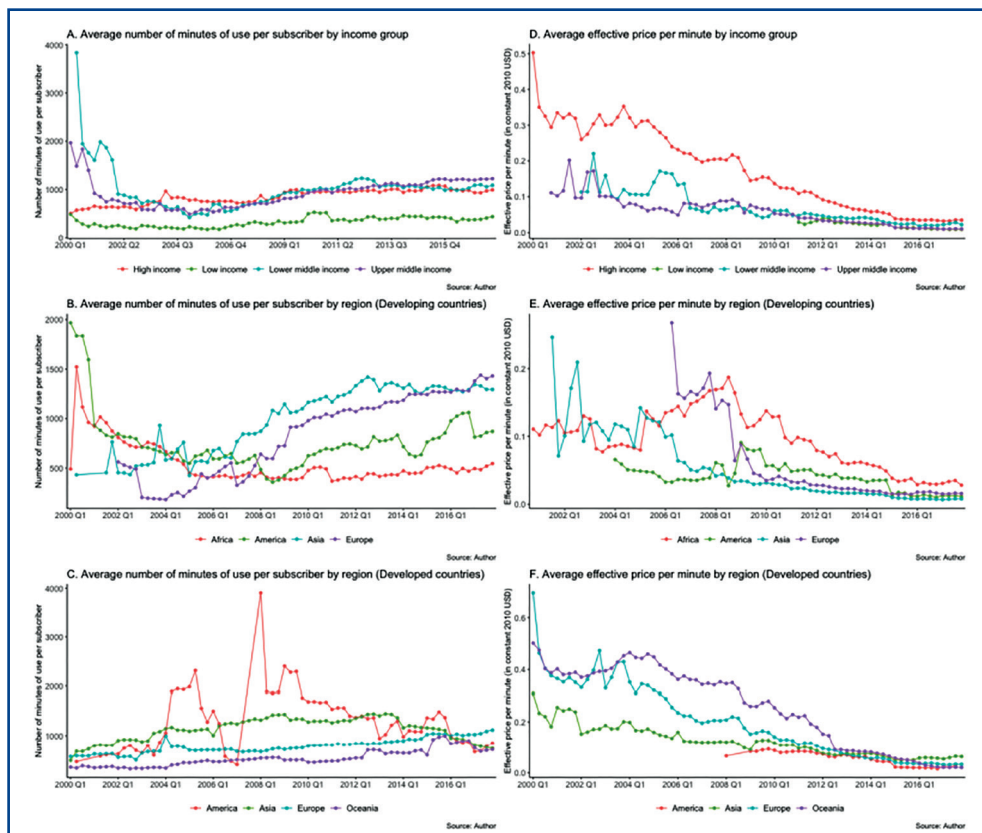 A. Average number of minutes of use per subscriber by income group
Number of minutes of use per subscriber
4000
3000
2000
1000
0
2000 Q1 2002 Q2 2004 Q3 2006 Q4 2009 Q1 2011 Q2 2013 Q3 2015 Q4
High income Low income Lower middle income Upper middle income
Source: Author
D. Average effective price per minute by income group
Effective price per minute (in constant 2010 USD)
0.5
0.4
0.3
0.2
0.1
0.0
2000 Q1 2002 Q1 2004 Q1 2006 Q1 2008 Q1 2010 Q1 2012 Q1 2014 Q1 2016 Q1
High income Low income Lower middle income Upper middle income
Source: Author
B. Average number of minutes of use per subscriber by region (Developing countries)
Number of minutes of use per subscriber
2000
1500
1000
500
0
2000 Q1 2002 Q1 2004 Q1 2006 Q1 2008 Q1 2010 Q1 2012 Q1 2014 Q1 2016 Q1
Africa America Asia Europe
Source: Author
E. Average effective price per minute by region (Developing countries)
Effective price per minute (in constant 2010 USD)
0.2
0.1
0.0
2002 Q1 2004 Q1 2006 Q1 2008 Q1 2010 Q1 2012 Q1 2014 Q1 2016 Q1
Africa America Asia Europe
Source: Author
C. Average number of minutes of use per subscriber by region (Developed countries)
Number of minutes of use per subscriber
4000
3000
2000
1000
0
2000 Q1 2002 Q1 2004 Q1 2006 Q1 2008 Q1 2010 Q1 2012 Q1 2014 Q1 2016 Q1
America Asia Europe Oceania
Source: Author
F. Average effective price per minute by region (Developed countries)
Effective price per minute (in constant 2010 USD)
0.6
0.4
0.2
0.0
2000 Q1 2002 Q1 2004 Q1 2006 Q1 2008 Q1 2010 Q1 2012 Q1 2014 Q1 2016 Q1
America Asia Europe Oceania
Source: Author